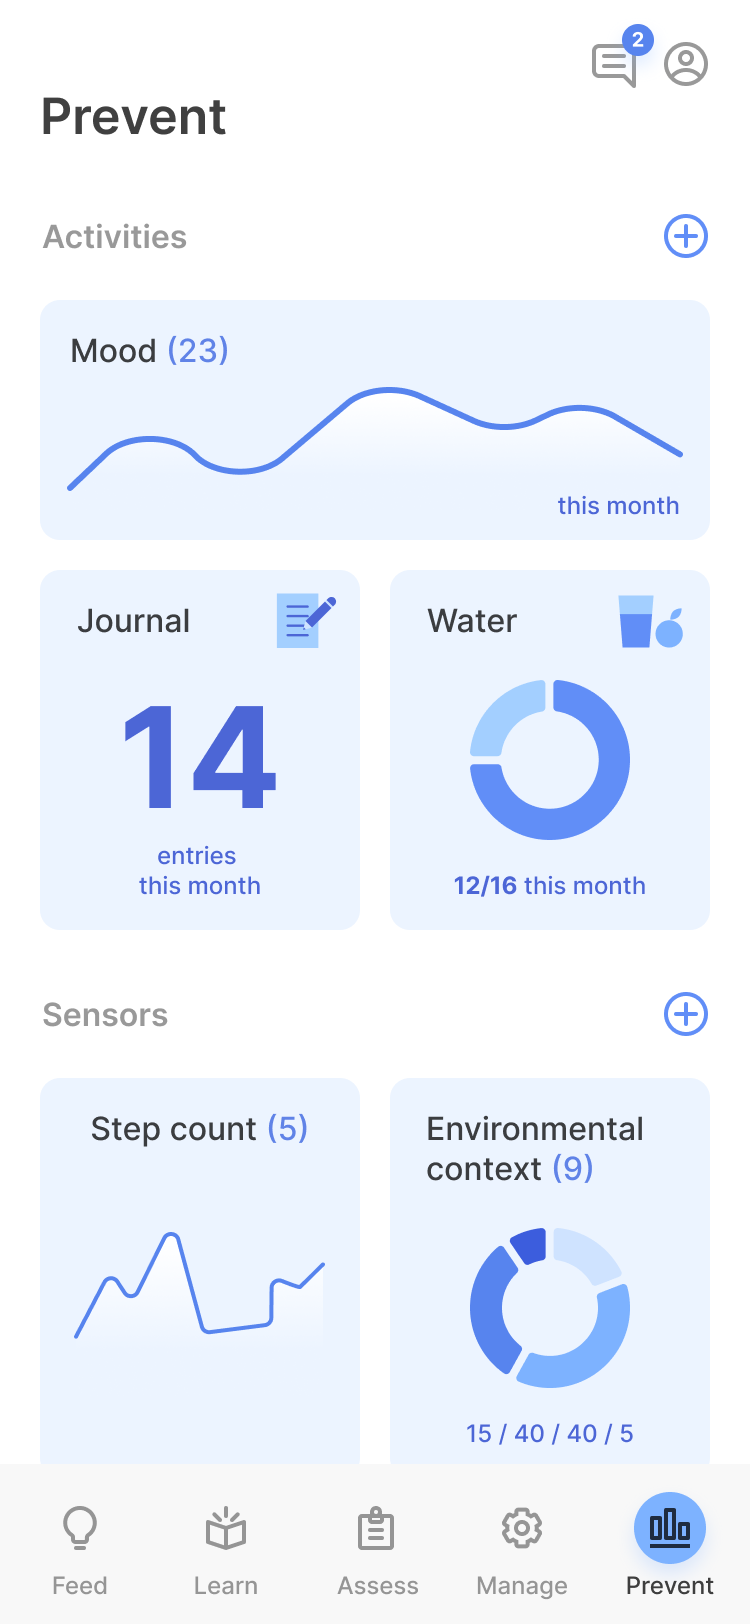 2
Prevent
Activities
Mood (23)
this month
Journal
14
entries
this month
Water
12/16 this month
Sensors
Step count (5)
Environmental
context (9)
15 / 40 / 40 / 5
Feed
Learn
Assess
Manage
Prevent